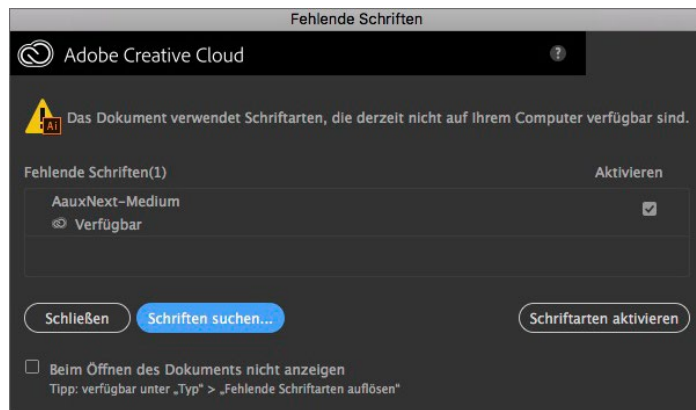 Fehlende Schriften
Adobe Creative Cloud
?
Ai
Das Dokument verwendet Schriftarten, die derzeit nicht auf Ihrem Computer verfügbar sind.
Fehlende Schriften(1) Aktivieren
AauxNext-Medium
Verfügbar
Schließen Schriften suchen... Schriftarten aktivieren
Beim Öffnen des Dokuments nicht anzeigen
Tipp: verfügbar unter „Typ“ > „Fehlende Schriftarten auflösen“